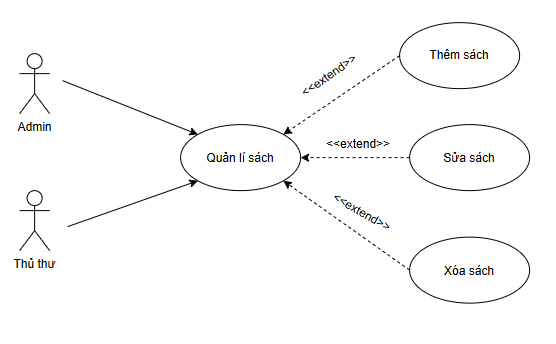 Thêm sách
<<extend>>
Admin
<<extend>>
Quản lí sách
Sửa sách
<<extend>>
Thủ thư
Xóa sách